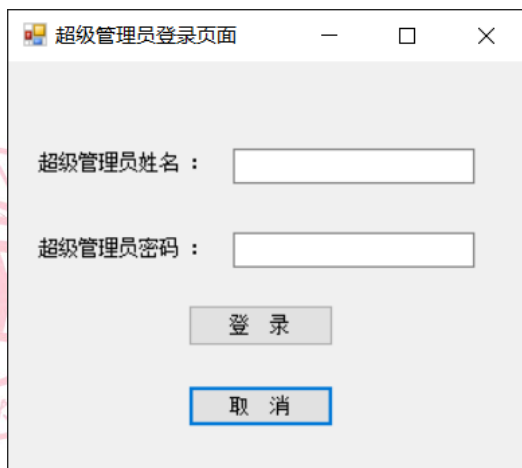 超级管理员登录页面
超级管理员姓名 ：
超级管理员密码 ：
登 录
取 消